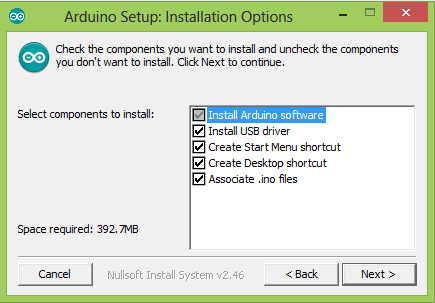 Arduino Setup: Installation Options
Check the components you want to install and uncheck the components
you don't want to install. Click Next to continue.
Select components to install:
Install Arduino software
Install USB driver
Create Start Menu shortcut
Create Desktop shortcut
Associate .ino files
Space required: 392.7MB
Cancel
Nullsoft Install System v2.46
< Back
Next >